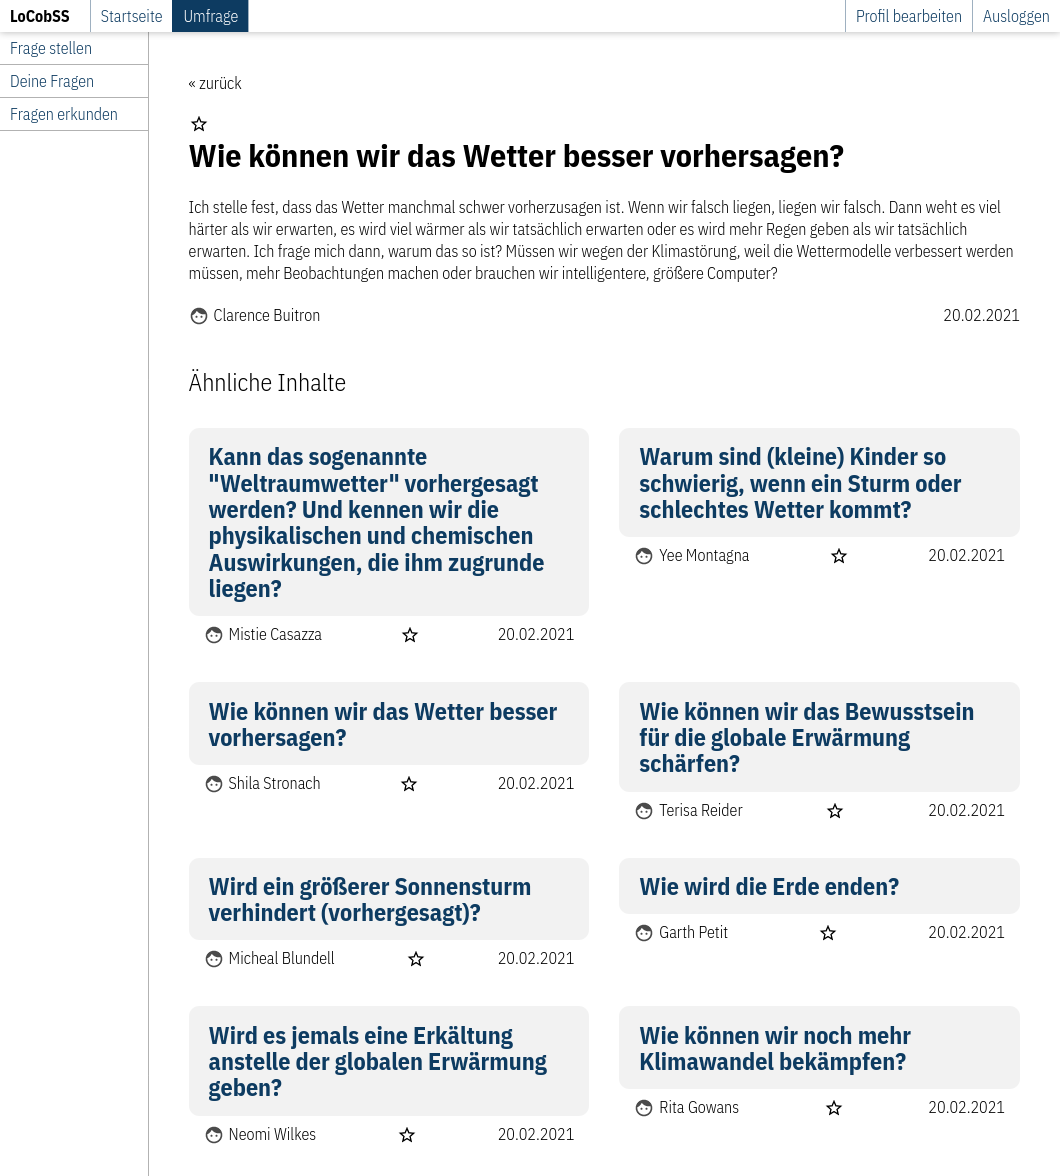 LoCobSS
Startseite
Umfrage
Profil bearbeiten
Ausloggen
Frage stellen
Deine Fragen
Fragen erkunden
« zurück
Wie können wir das Wetter besser vorhersagen?
Ich stelle fest, dass das Wetter manchmal schwer vorherzusagen ist. Wenn wir falsch liegen, liegen wir falsch. Dann weht es viel
härter als wir erwarten, es wird viel wärmer als wir tatsächlich erwarten oder es wird mehr Regen geben als wir tatsächlich
erwarten. Ich frage mich dann, warum das so ist? Müssen wir wegen der Klimastörung, weil die Wettermodelle verbessert werden
müssen, mehr Beobachtungen machen oder brauchen wir intelligentere, größere Computer?
Clarence Buitron
20.02.2021
Ähnliche Inhalte
Kann das sogenannte
"Weltraumwetter" vorhergesagt
werden? Und kennen wir die
physikalischen und chemischen
Auswirkungen, die ihm zugrunde
liegen?
Mistie Casazza
20.02.2021
Warum sind (kleine) Kinder so
schwierig, wenn ein Sturm oder
schlechtes Wetter kommt?
Yee Montagna
20.02.2021
Wie können wir das Wetter besser
vorhersagen?
Shila Stronach
20.02.2021
Wie können wir das Bewusstsein
für die globale Erwärmung
schärfen?
Terisa Reider
20.02.2021
Wird ein größerer Sonnensturm
verhindert (vorhergesagt)?
Micheal Blundell
20.02.2021
Wie wird die Erde enden?
Garth Petit
20.02.2021
Wird es jemals eine Erkältung
anstelle der globalen Erwärmung
geben?
Neomi Wilkes
20.02.2021
Wie können wir noch mehr
Klimawandel bekämpfen?
Rita Gowans
20.02.2021